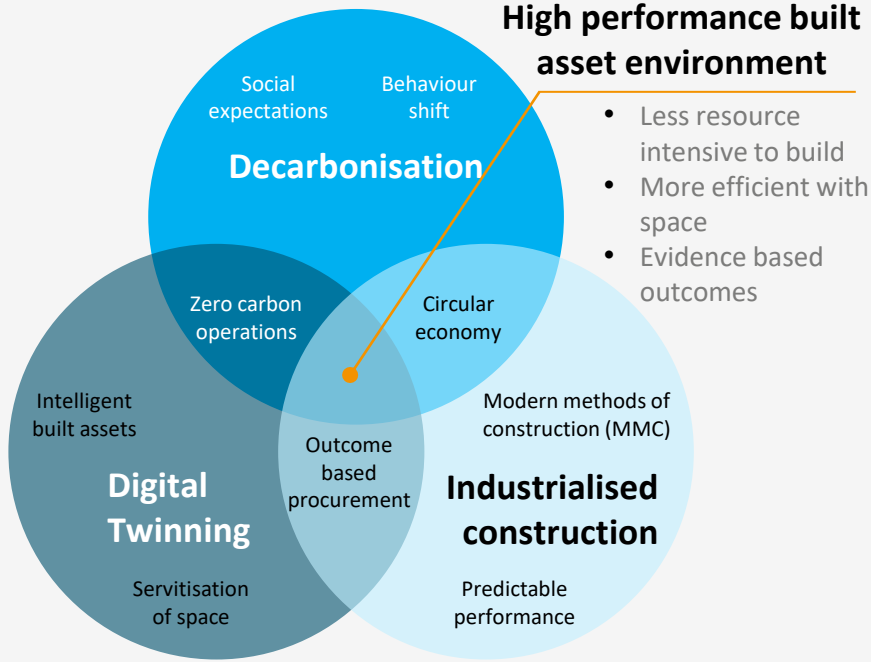 High performance built
asset environment
• Less resource
intensive to build
• More efficient with
space
• Evidence based
outcomes
Social
expectations
Behaviour
shift
Decarbonisation
Zero carbon
operations
Circular
economy
Intelligent
built assets
Modern methods of
construction (MMC)
Outcome
based
procurement
Digital
Twinning
Industrialised
construction
Servitisation
of space
Predictable
performance